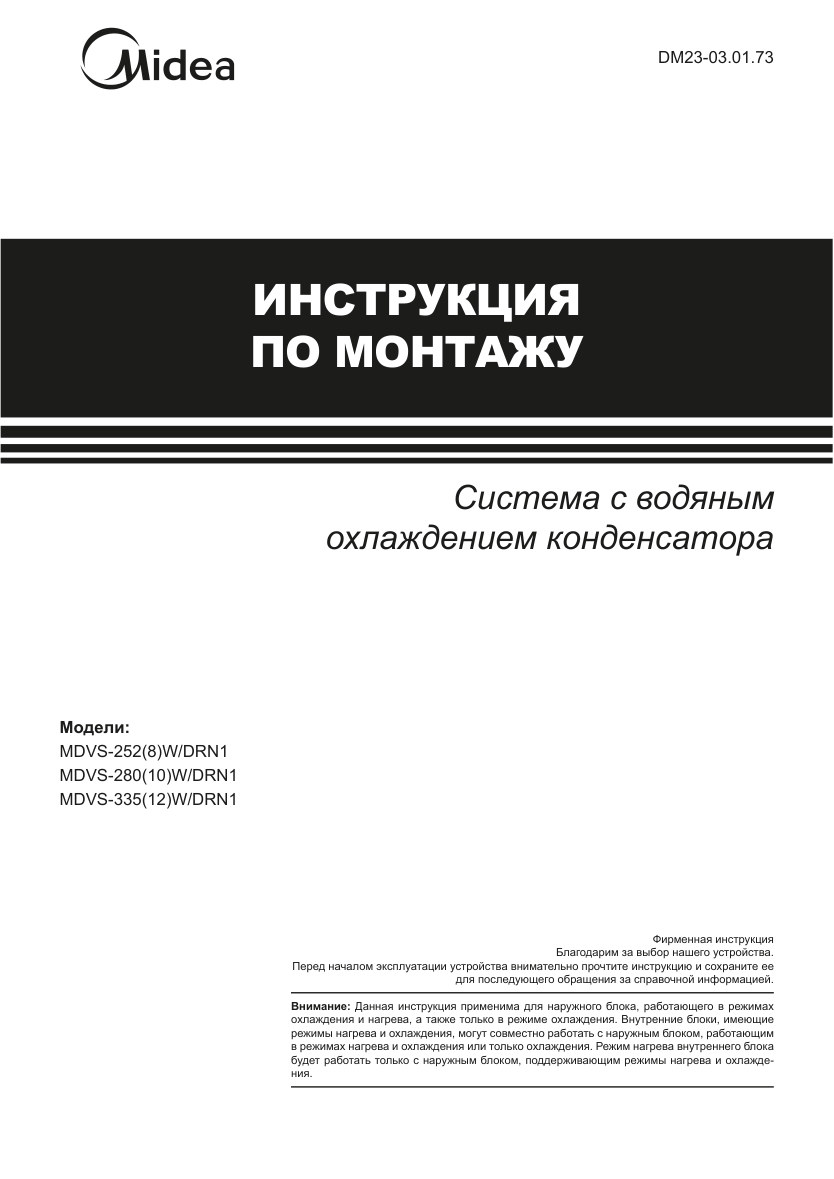 Midea
DM23-03.01.73
ИНСТРУКЦИЯ
ПО МОНТАЖУ
Система с водяным
охлаждением конденсатора
Модели:
MDVS-252(8)W/DRN1
MDVS-280(10)W/DRN1
MDVS-335(12)W/DRN1
Фирменная инструкция
Благодарим за выбор нашего устройства.
Перед началом эксплуатации устройства внимательно прочтите инструкцию и сохраните ее
для последующего обращения за справочной информацией.
Внимание: Данная инструкция применима для наружного блока, работающего в режимах
охлаждения и нагрева, а также только в режиме охлаждения. Внутренние блоки, имеющие
режимы нагрева и охлаждения, могут совместно работать с наружным блоком, работающим
в режимах нагрева и охлаждения или только охлаждения. Режим нагрева внутреннего блока
будет работать только с наружным блоком, поддерживающим режимы нагрева и охлажде-
ния.